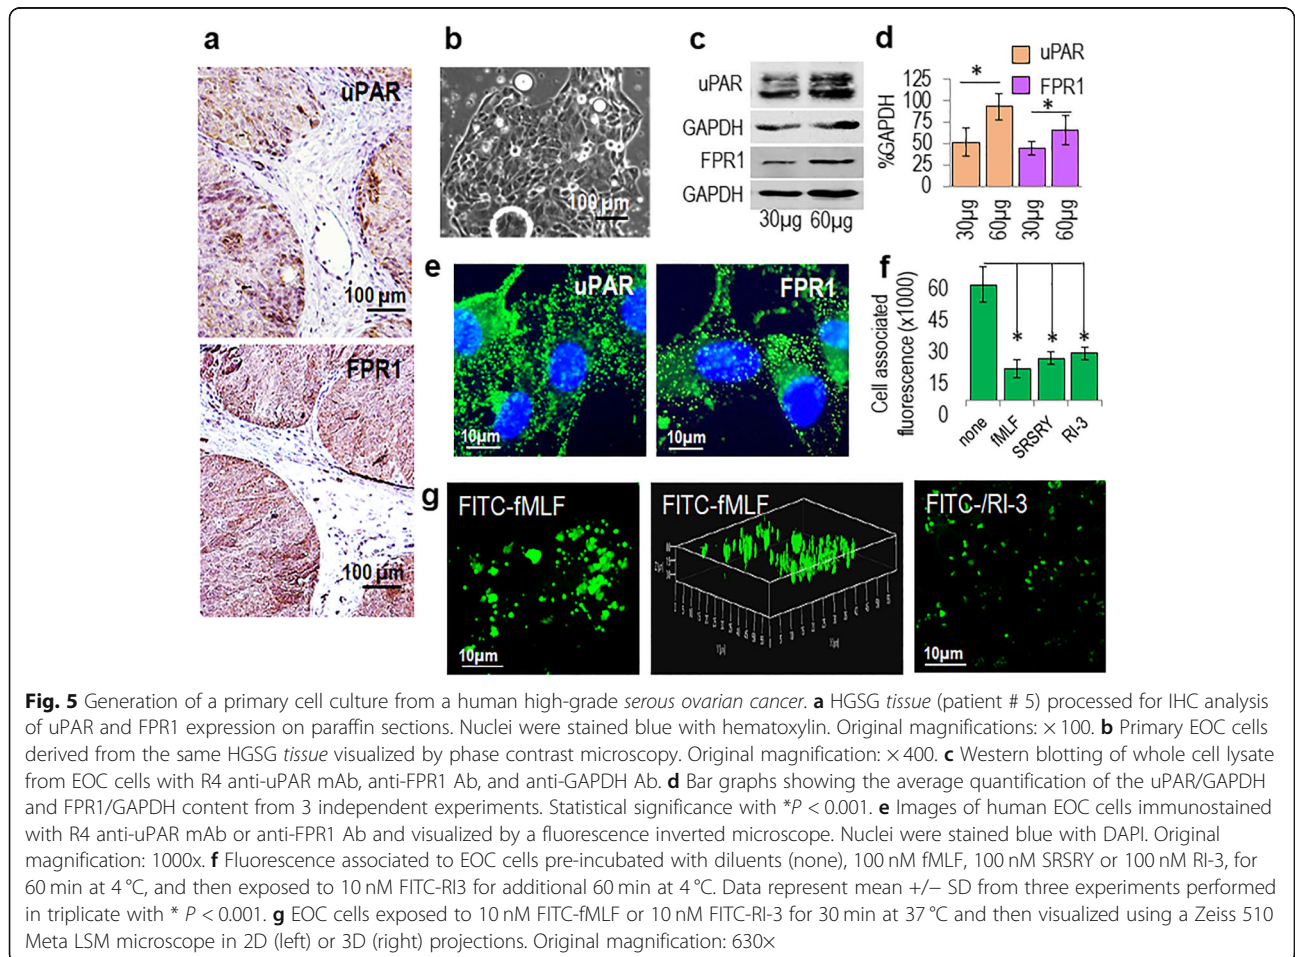 a
uPAR
100 µm
FPR1
100 µm
b
100 µm
c
uPAR
GAPDH
FPR1
GAPDH
30µg 60µg
d
uPAR
FPR1
%GAPDH
125
100
75
50
25
0
*
*
30µg
60µg
30µg
60µg
e
uPAR
10µm
FPR1
10µm
f
Cell associated
fluorescence (x1000)
60
45
30
15
0
* * *
none
fMLF
SRSRY
RI-3
g
FITC-fMLF
10µm
FITC-fMLF
FITC-/RI-3
10µm
Fig. 5 Generation of a primary cell culture from a human high-grade serous ovarian cancer. a HGSG tissue (patient # 5) processed for IHC analysis
of uPAR and FPR1 expression on paraffin sections. Nuclei were stained blue with hematoxylin. Original magnifications: × 100. b Primary EOC cells
derived from the same HGSG tissue visualized by phase contrast microscopy. Original magnification: × 400. c Western blotting of whole cell lysate
from EOC cells with R4 anti-uPAR mAb, anti-FPR1 Ab, and anti-GAPDH Ab. d Bar graphs showing the average quantification of the uPAR/GAPDH
and FPR1/GAPDH content from 3 independent experiments. Statistical significance with *P < 0.001. e Images of human EOC cells immunostained
with R4 anti-uPAR mAb or anti-FPR1 Ab and visualized by a fluorescence inverted microscope. Nuclei were stained blue with DAPI. Original
magnification: 1000x. f Fluorescence associated to EOC cells pre-incubated with diluents (none), 100 nM fMLF, 100 nM SRSRY or 100 nM RI-3, for
60 min at 4 °C, and then exposed to 10 nM FITC-RI3 for additional 60 min at 4 °C. Data represent mean +/− SD from three experiments performed
in triplicate with * P < 0.001. g EOC cells exposed to 10 nM FITC-fMLF or 10 nM FITC-RI-3 for 30 min at 37 °C and then visualized using a Zeiss 510
Meta LSM microscope in 2D (left) or 3D (right) projections. Original magnification: 630×